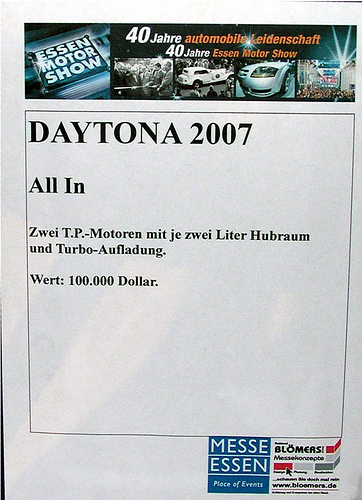 ESSEN
MOTOR
SHOW
40 Jahre automobile Leidenschaft
40 Jahre Essen Motor Show
DAYTONA 2007
All In
Zwei T.P.-Motoren mit je zwei Liter Hubraum
und Turbo-Aufladung.
Wert: 100.000 Dollar.
MESSE
ESSEN
Place of Events
BLÖMERS
Messekonzepte
...schauen Sie doch mal rein
www.bloemers.de